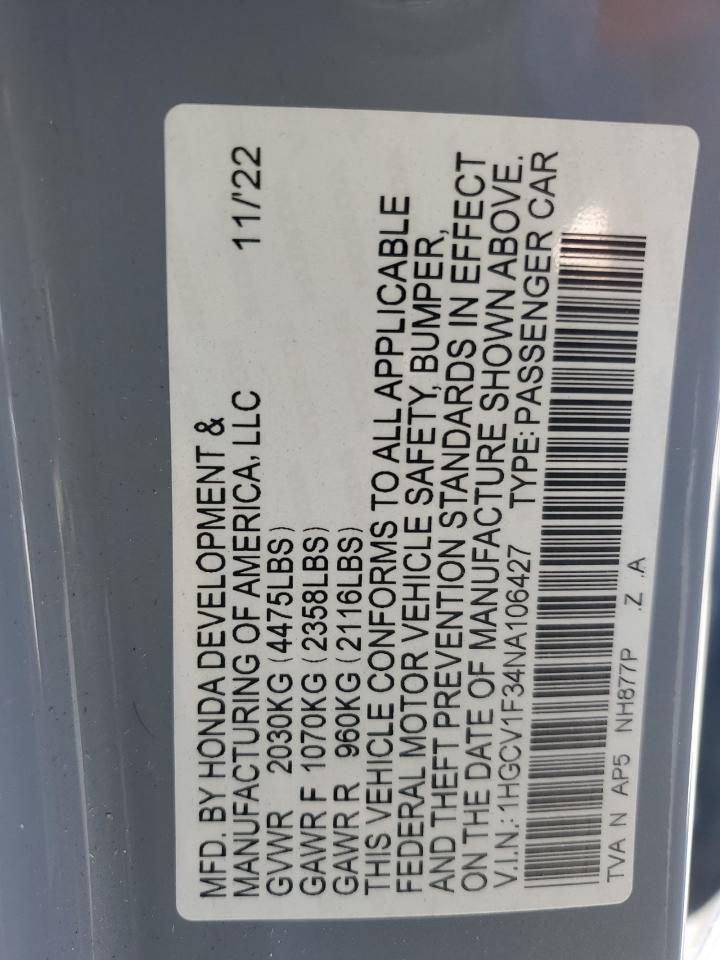 MFD. BY HONDA DEVELOPMENT &
MANUFACTURING OF AMERICA, LLC 11/'22
GVWR 2030KG (4475LBS)
GAWR F 1070KG (2358LBS)
GAWR R 960KG (2116LBS)
THIS VEHICLE CONFORMS TO ALL APPLICABLE
FEDERAL MOTOR VEHICLE SAFETY, BUMPER,
AND THEFT PREVENTION STANDARDS IN EFFECT
ON THE DATE OF MANUFACTURE SHOWN ABOVE.
V.I.N.: 1HGCV1F34NA106427 TYPE: PASSENGER CAR
TVA N AP5 NH877P .Z .A